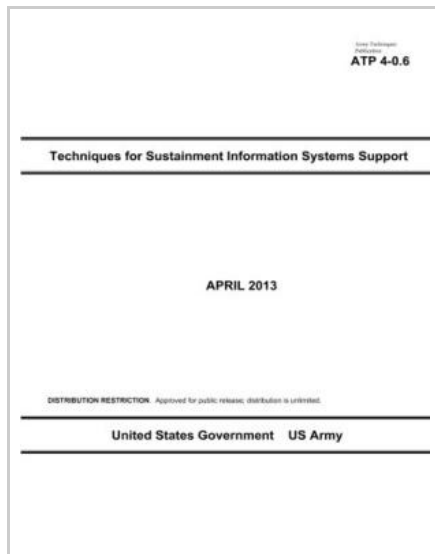 Army Techniques
Publication
ATP 4-0.6
Techniques for Sustainment Information Systems Support
APRIL 2013
DISTRIBUTION RESTRICTION. Approved for public release; distribution is unlimited.
United States Government US Army